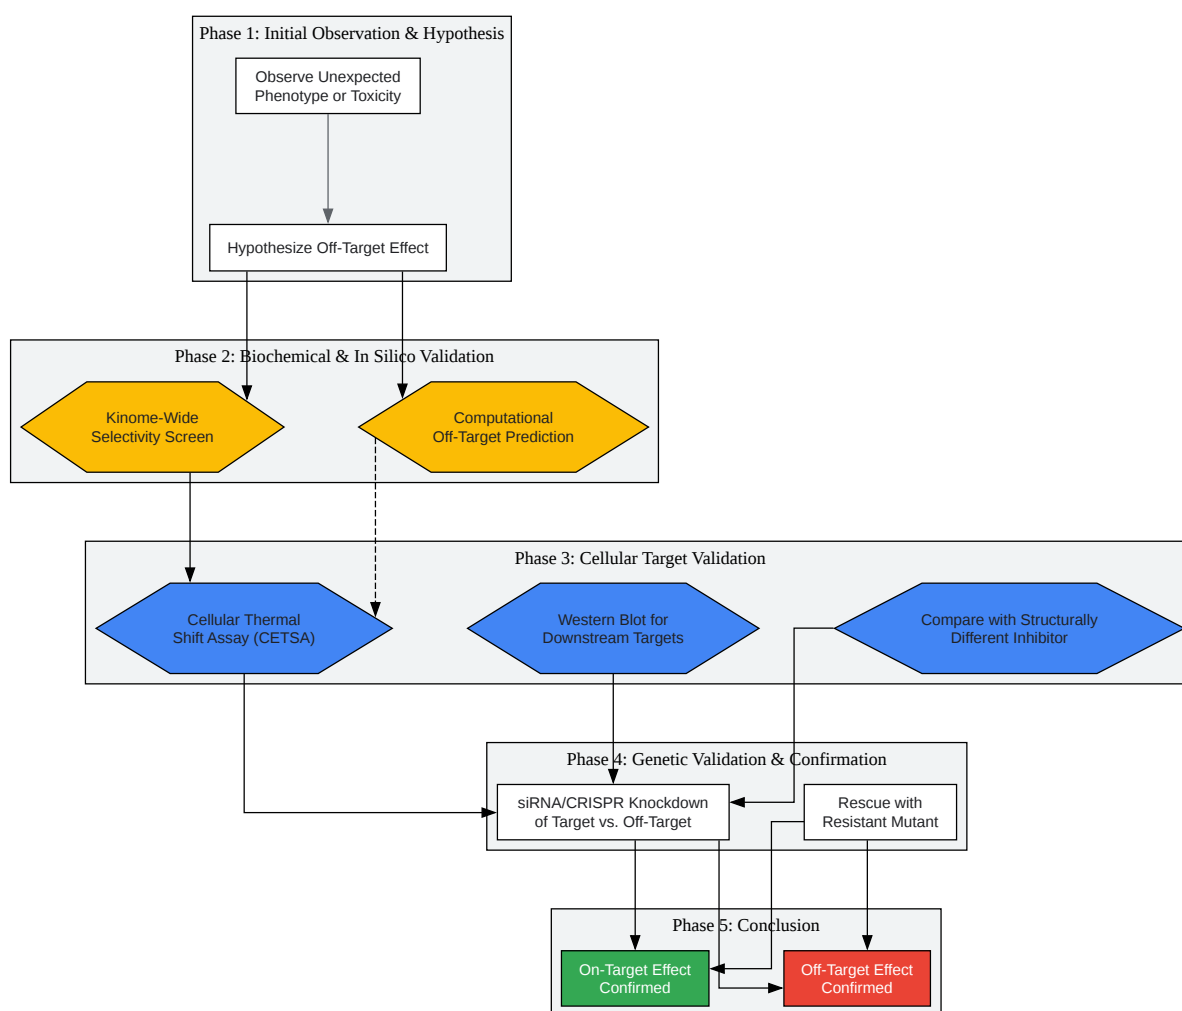 Phase 1: Initial Observation & Hypothesis
Observe Unexpected
Phenotype or Toxicity
Hypothesize Off-Target Effect
Phase 2: Biochemical & In Silico Validation
Kinome-Wide
Selectivity Screen
Computational
Off-Target Prediction
Phase 3: Cellular Target Validation
Cellular Thermal
Shift Assay (CETSA)
Western Blot for
Downstream Targets
Compare with Structurally
Different Inhibitor
Phase 4: Genetic Validation & Confirmation
siRNA/CRISPR Knockdown
of Target vs. Off-Target
Rescue with
Resistant Mutant
Phase 5: Conclusion
On-Target Effect
Confirmed
Off-Target Effect
Confirmed